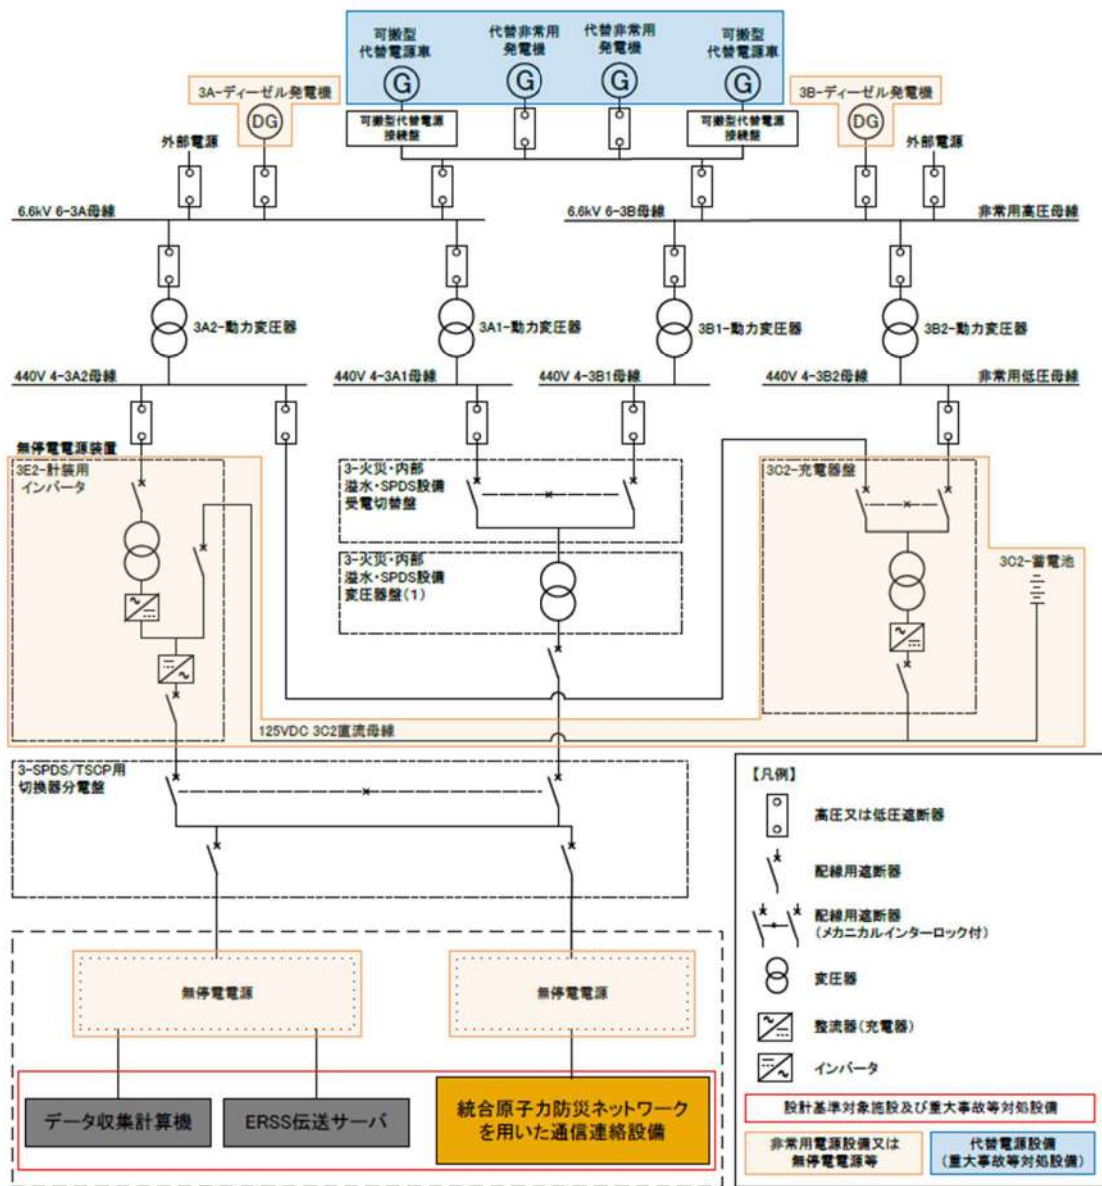 可搬型
代替電源車
代替非常用
発電機
代替非常用
発電機
可搬型
代替電源車
G
G
G
G
3A-ディーゼル発電機
3B-ディーゼル発電機
DG
DG
可搬型代替電源
接続盤
可搬型代替電源
接続盤
外部電源
外部電源
6.6kV 6-3A母線
6.6kV 6-3B母線
非常用高圧母線
3A2-動力変圧器
3A1-動力変圧器
3B1-動力変圧器
3B2-動力変圧器
440V 4-3A2母線
440V 4-3A1母線
440V 4-3B1母線
440V 4-3B2母線
非常用低圧母線
無停電電源装置
3E2-計装用
インバータ
3-火災・内部
溢水・SPDS設備
受電切替盤
3C2-充電器盤
3-火災・内部
溢水・SPDS設備
変圧器盤(1)
3C2-蓄電池
125VDC 3C2直流母線
3-SPDS/TSCP用
切換器分電盤
無停電電源
無停電電源
データ収集計算機
ERSS伝送サーバ
統合原子力防災ネットワーク
を用いた通信連絡設備
【凡例】
高圧又は低圧遮断器
配線用遮断器
配線用遮断器
(メカニカルインターロック付)
変圧器
整流器(充電器)
インバータ
設計基準対象施設及び重大事故等対処設備
非常用電源設備又は
無停電電源等
代替電源設備
(重大事故等対処設備)